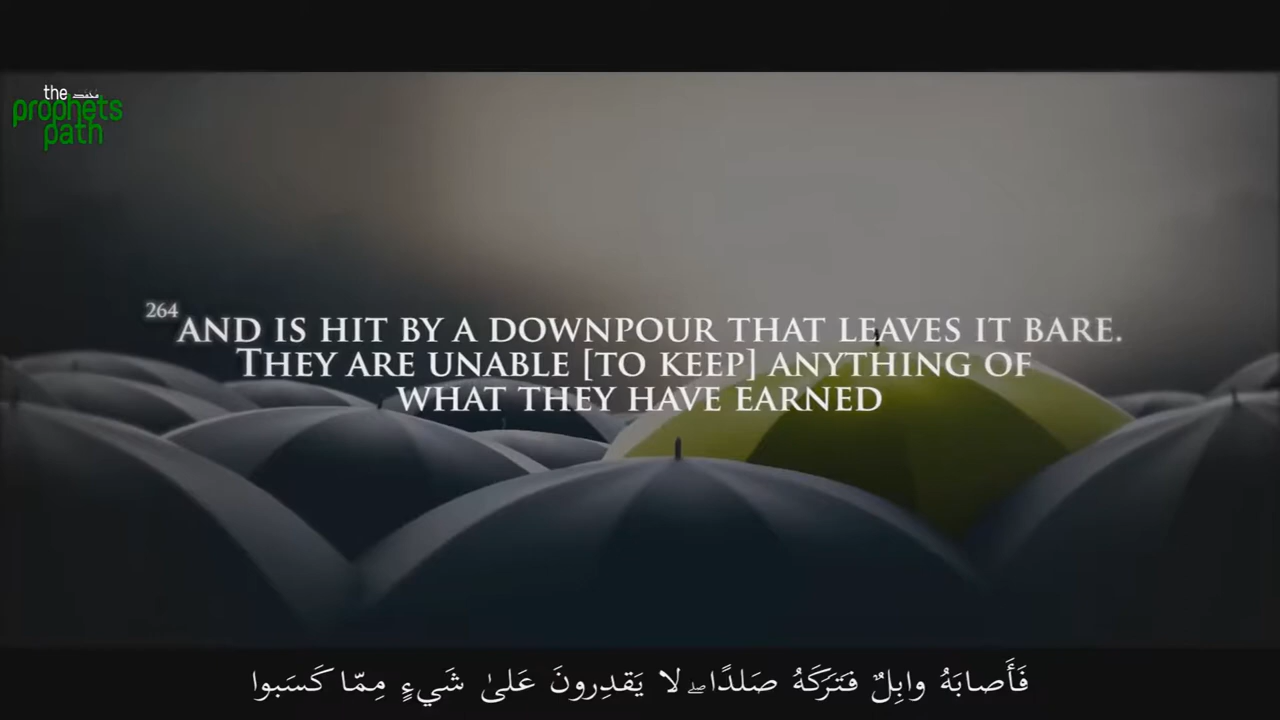 the محمد
prophets
path
264 AND IS HIT BY A DOWNPOUR THAT LEAVES IT BARE.
THEY ARE UNABLE [TO KEEP] ANYTHING OF
WHAT THEY HAVE EARNED
فَأَصابَهُ وابِلٌ فَتَرَكَهُ صَلدًا ۖ لا يَقدِرونَ عَلىٰ شَيءٍ مِمّا كَسَبوا